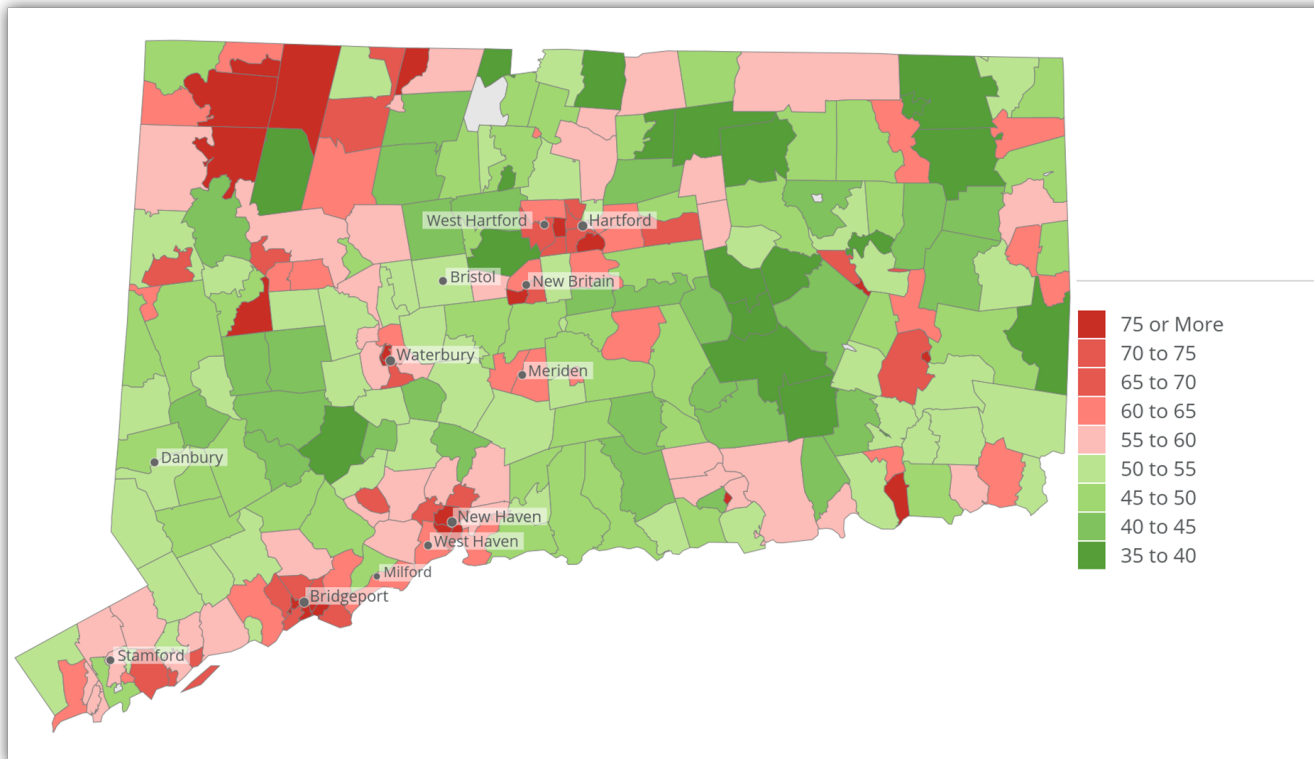 West Hartford
Hartford
Bristol
New Britain
Waterbury
Meriden
Danbury
New Haven
West Haven
Milford
Bridgeport
Stamford
75 or More
70 to 75
65 to 70
60 to 65
55 to 60
50 to 55
45 to 50
40 to 45
35 to 40